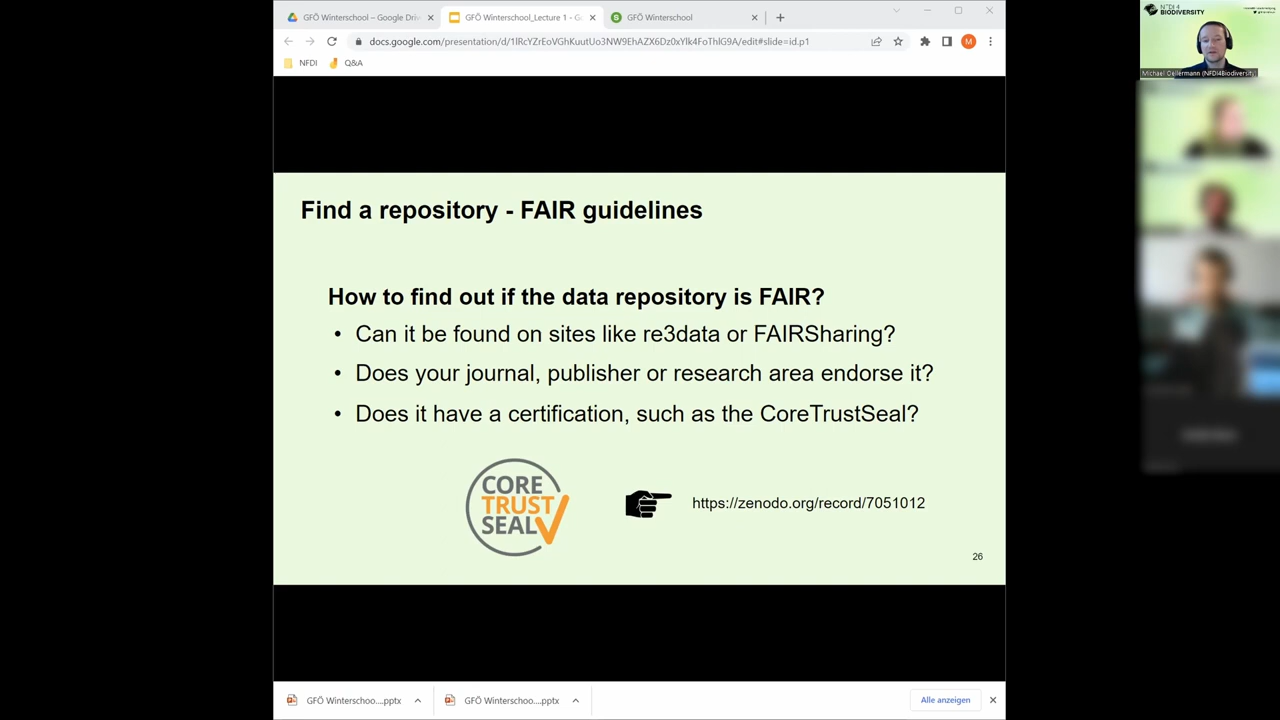 GFÖ Winterschool – Google Driv
GFÖ Winterschool_Lecture 1 - Go
GFÖ Winterschool
docs.google.com/presentation/d/1lRcYZrEoVGhKuutUo3NW9EhAZX6Dz0xYlk4FoThlG9A/edit#slide=id.p1
M
NFDI
Q&A
Find a repository - FAIR guidelines
How to find out if the data repository is FAIR?
• Can it be found on sites like re3data or FAIRSharing?
• Does your journal, publisher or research area endorse it?
• Does it have a certification, such as the CoreTrustSeal?
CORE
TRUST
SEAL
https://zenodo.org/record/7051012
26
GFÖ Winterschoo....pptx
GFÖ Winterschoo....pptx
Alle anzeigen
NFDI4
BIODIVERSITY